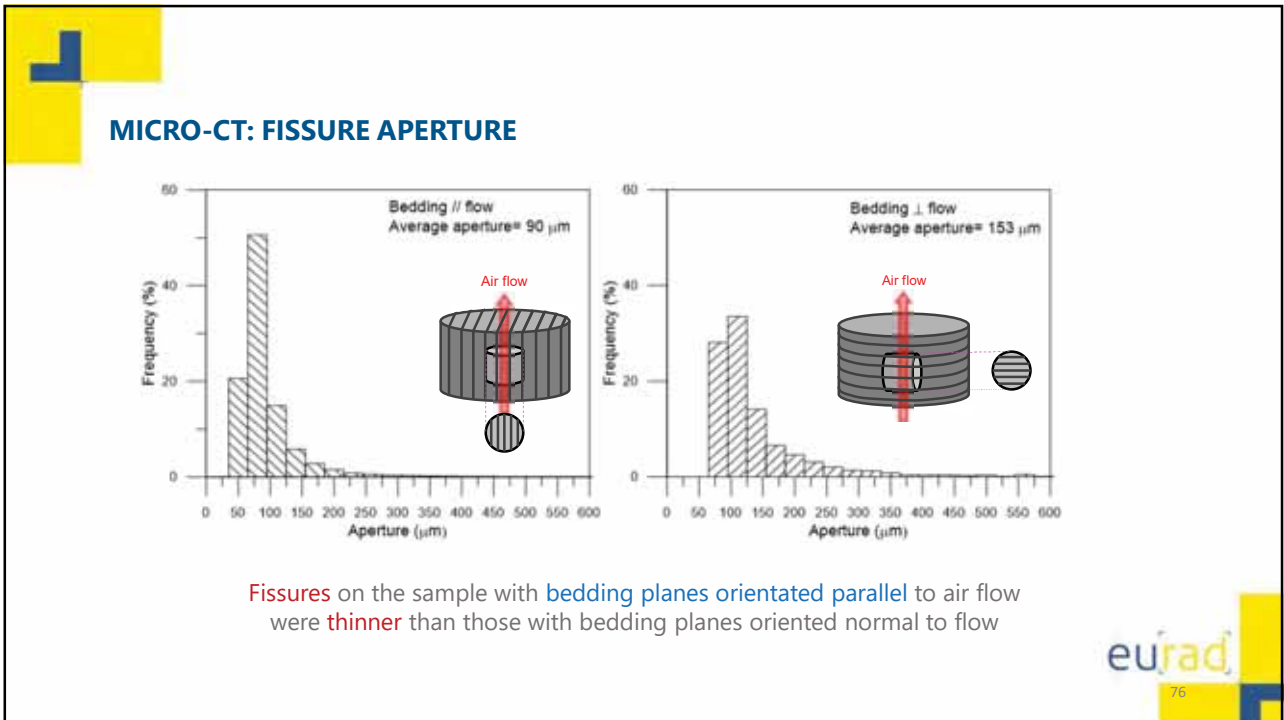 MICRO-CT: FISSURE APERTURE
60
40
20
0
Frequency (%)
Bedding // flow
Average aperture= 90 µm
Air flow
0 50 100 150 200 250 300 350 400 450 500 550 600
Aperture (µm)
60
40
20
0
Frequency (%)
Bedding ⊥ flow
Average aperture= 153 µm
Air flow
0 50 100 150 200 250 300 350 400 450 500 550 600
Aperture (µm)
Fissures on the sample with bedding planes orientated parallel to air flow
were thinner than those with bedding planes oriented normal to flow
eurad
76